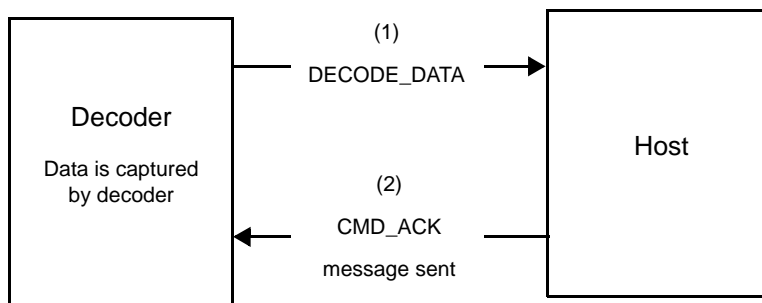 (1)
DECODE_DATA
Decoder
Data is captured
by decoder
Host
(2)
CMD_ACK
message sent